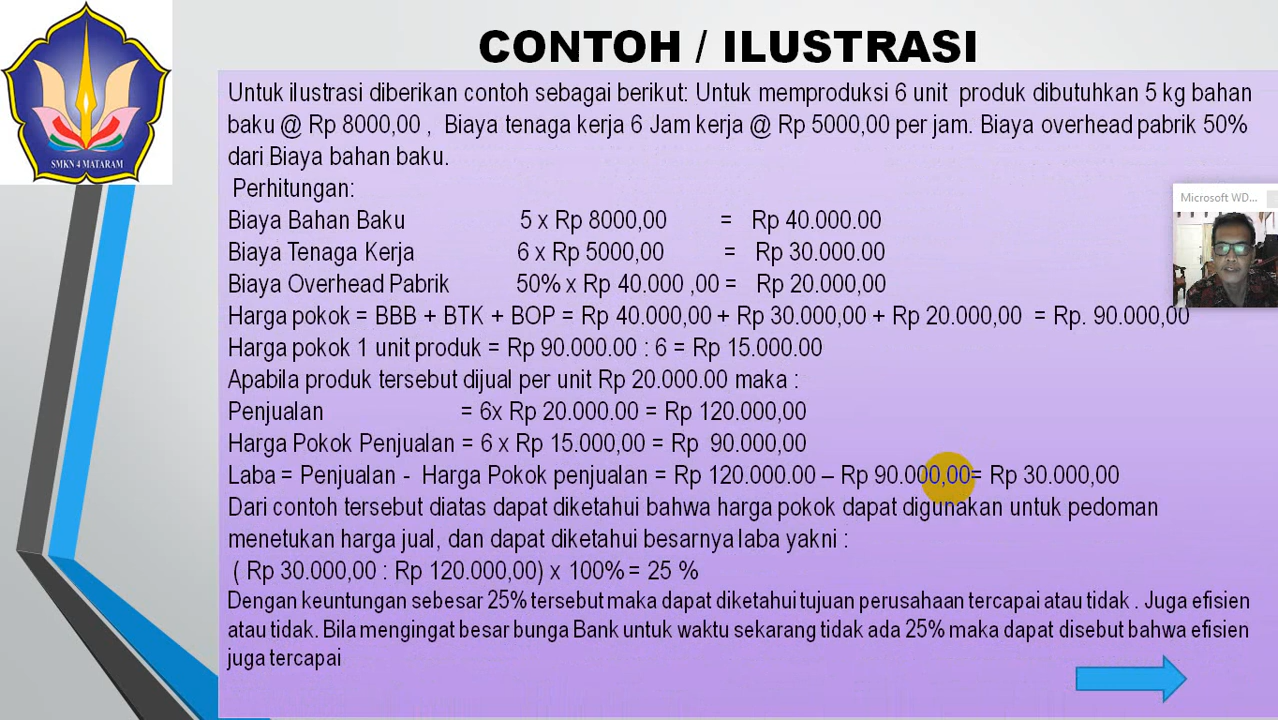 CONTOH / ILUSTRASI
SMKN 4 MATARAM
Untuk ilustrasi diberikan contoh sebagai berikut: Untuk memproduksi 6 unit produk dibutuhkan 5 kg bahan
baku @ Rp 8000,00 , Biaya tenaga kerja 6 Jam kerja @ Rp 5000,00 per jam. Biaya overhead pabrik 50%
dari Biaya bahan baku.
Perhitungan:
Biaya Bahan Baku 5 x Rp 8000,00 = Rp 40.000.00
Biaya Tenaga Kerja 6 x Rp 5000,00 = Rp 30.000.00
Biaya Overhead Pabrik 50% x Rp 40.000 ,00 = Rp 20.000,00
Harga pokok = BBB + BTK + BOP = Rp 40.000,00 + Rp 30.000,00 + Rp 20.000,00 = Rp. 90.000,00
Harga pokok 1 unit produk = Rp 90.000.00 : 6 = Rp 15.000.00
Apabila produk tersebut dijual per unit Rp 20.000.00 maka :
Penjualan = 6x Rp 20.000.00 = Rp 120.000,00
Harga Pokok Penjualan = 6 x Rp 15.000,00 = Rp 90.000,00
Laba = Penjualan - Harga Pokok penjualan = Rp 120.000.00 – Rp 90.000,00= Rp 30.000,00
Dari contoh tersebut diatas dapat diketahui bahwa harga pokok dapat digunakan untuk pedoman
menetukan harga jual, dan dapat diketahui besarnya laba yakni :
( Rp 30.000,00 : Rp 120.000,00) x 100% = 25 %
Dengan keuntungan sebesar 25% tersebut maka dapat diketahui tujuan perusahaan tercapai atau tidak . Juga efisien
atau tidak. Bila mengingat besar bunga Bank untuk waktu sekarang tidak ada 25% maka dapat disebut bahwa efisien
juga tercapai
Microsoft WD...